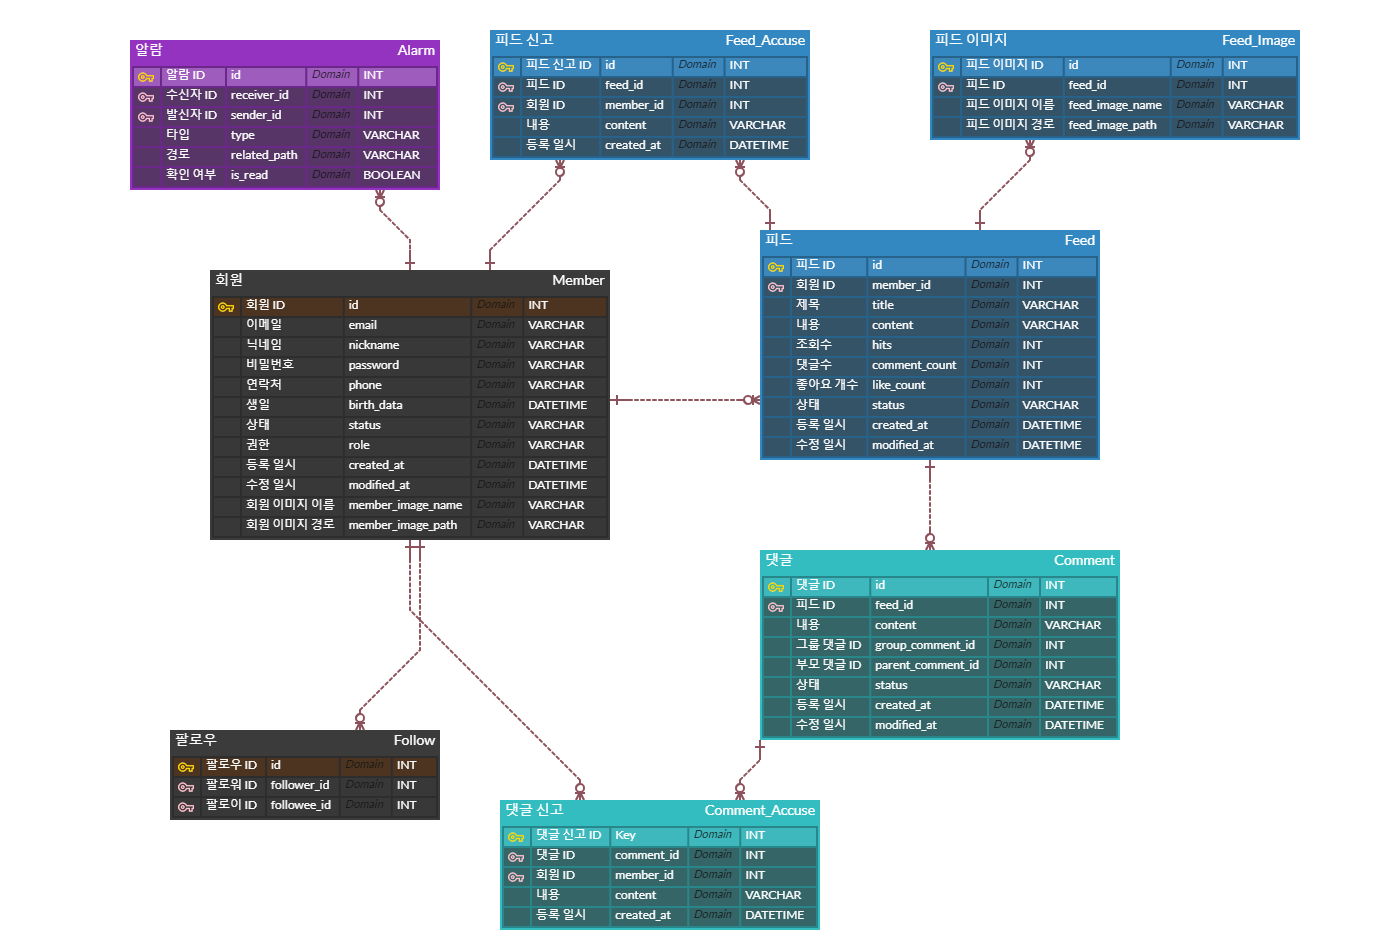 알람 Alarm
알람 ID id Domain INT
수신자 ID receiver_id Domain INT
발신자 ID sender_id Domain INT
타입 type Domain VARCHAR
경로 related_path Domain VARCHAR
확인 여부 is_read Domain BOOLEAN
피드 신고 Feed_Accuse
피드 신고 ID id Domain INT
피드 ID feed_id Domain INT
회원 ID member_id Domain INT
내용 content Domain VARCHAR
등록 일시 created_at Domain DATETIME
피드 이미지 Feed_Image
피드 이미지 ID id Domain INT
피드 ID feed_id Domain INT
피드 이미지 이름 feed_image_name Domain VARCHAR
피드 이미지 경로 feed_image_path Domain VARCHAR
회원 Member
회원 ID id Domain INT
이메일 email Domain VARCHAR
닉네임 nickname Domain VARCHAR
비밀번호 password Domain VARCHAR
연락처 phone Domain VARCHAR
생일 birth_data Domain DATETIME
상태 status Domain VARCHAR
권한 role Domain VARCHAR
등록 일시 created_at Domain DATETIME
수정 일시 modified_at Domain DATETIME
회원 이미지 이름 member_image_name Domain VARCHAR
회원 이미지 경로 member_image_path Domain VARCHAR
피드 Feed
피드 ID id Domain INT
회원 ID member_id Domain INT
제목 title Domain VARCHAR
내용 content Domain VARCHAR
조회수 hits Domain INT
댓글수 comment_count Domain INT
좋아요 개수 like_count Domain INT
상태 status Domain VARCHAR
등록 일시 created_at Domain DATETIME
수정 일시 modified_at Domain DATETIME
댓글 Comment
댓글 ID id Domain INT
피드 ID feed_id Domain INT
내용 content Domain VARCHAR
그룹 댓글 ID group_comment_id Domain INT
부모 댓글 ID parent_comment_id Domain INT
상태 status Domain VARCHAR
등록 일시 created_at Domain DATETIME
수정 일시 modified_at Domain DATETIME
팔로우 Follow
팔로우 ID id Domain INT
팔로워 ID follower_id Domain INT
팔로이 ID followee_id Domain INT
댓글 신고 Comment_Accuse
댓글 신고 ID Key Domain INT
댓글 ID comment_id Domain INT
회원 ID member_id Domain INT
내용 content Domain VARCHAR
등록 일시 created_at Domain DATETIME